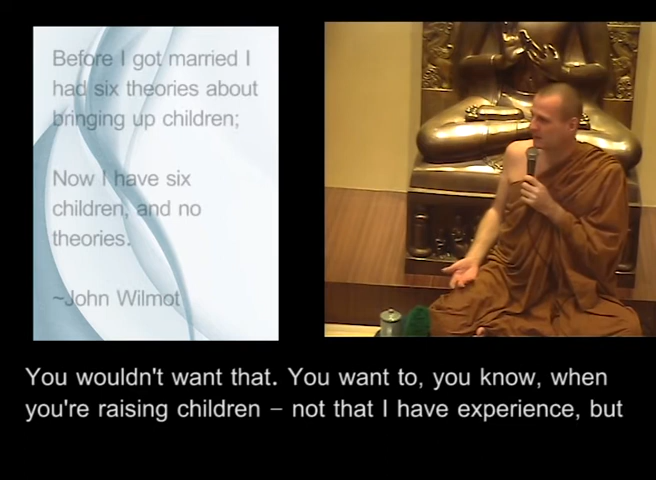 Before I got married I
had six theories about
bringing up children;
Now I have six
children, and no
theories.
~John Wilmot
You wouldn't want that. You want to, you know, when
you're raising children – not that I have experience, but